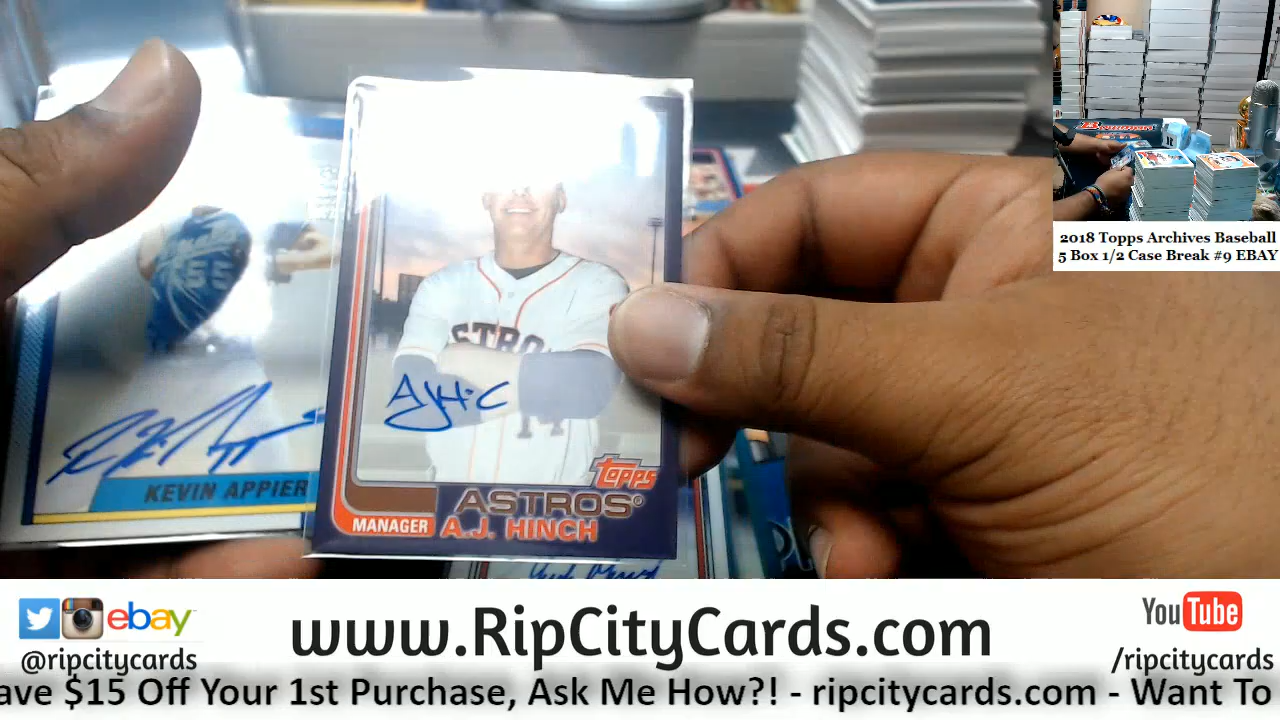 55
ASTRO
KEVIN APPIER
topps
ASTROS
MANAGER A.J. HINCH
2018 Topps Archives Baseball
5 Box 1/2 Case Break #9 EBAY
ebay
@ripcitycards
www.RipCityCards.com
YouTube
/ripcitycards
ave $15 Off Your 1st Purchase, Ask Me How?! - ripcitycards.com - Want To